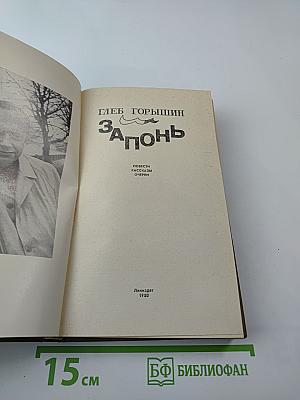 ГЛЕБ ГОРЫШИН
ЗАПОНЬ
ПОВЕСТИ
РАССКАЗЫ
ОЧЕРКИ
Лениздат
1980
15 см
БФ БИБЛИОФАН